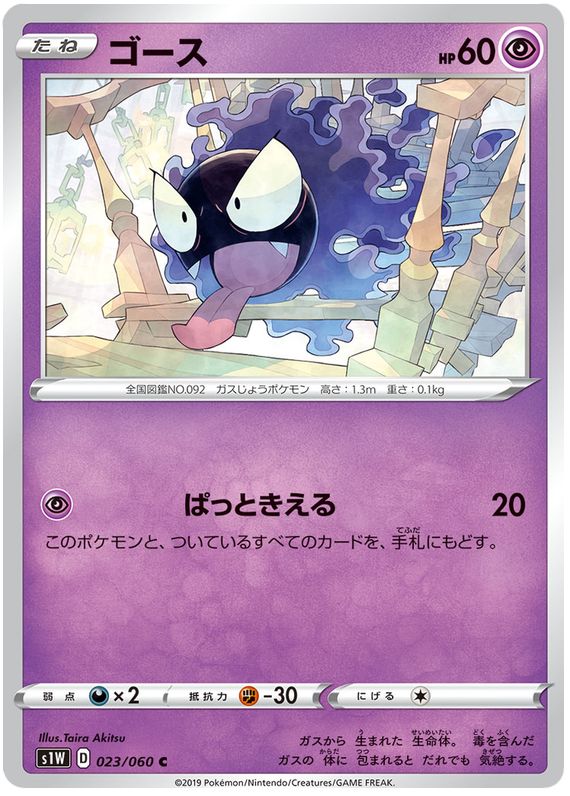 たね ゴース HP60
全国図鑑NO.092 ガスじょうポケモン 高さ：1.3m 重さ：0.1kg
ぱっときえる 20
このポケモンと、ついているすべてのカードを、手札にもどす。
弱点 ×2 抵抗力 -30 にげる
Illus.Taira Akitsu
s1W D 023/060 C
ガスから 生まれた 生命体。 毒を含んだ
ガスの 体に 包まれると だれでも 気絶する。
©2019 Pokémon/Nintendo/Creatures/GAME FREAK.